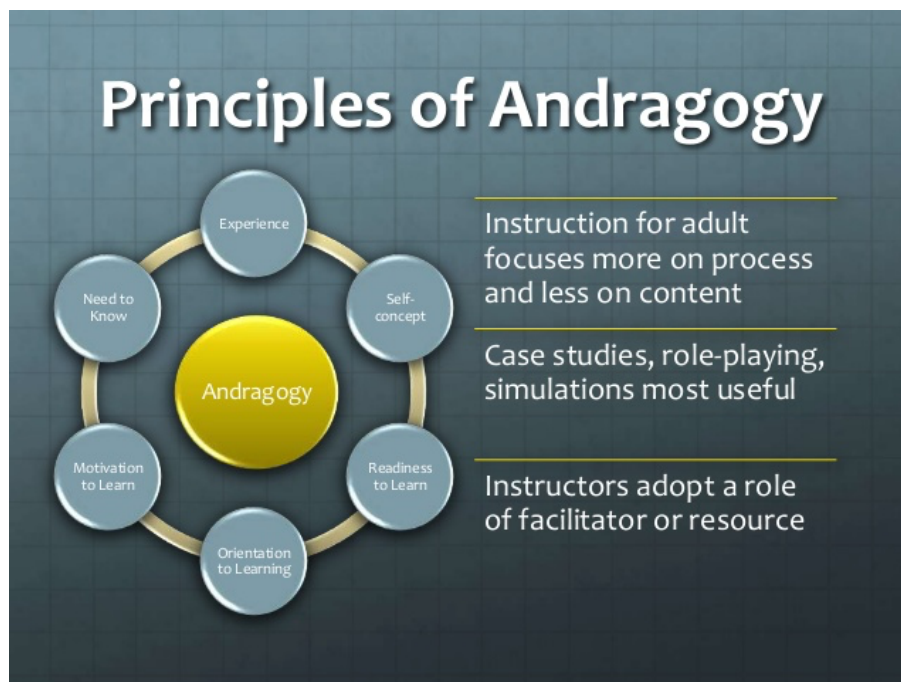 Principles of Andragogy
Experience
Self-
concept
Readiness
to Learn
Orientation
to Learning
Motivation
to Learn
Need to
Know
Andragogy
Instruction for adult
focuses more on process
and less on content
Case studies, role-playing,
simulations most useful
Instructors adopt a role
of facilitator or resource